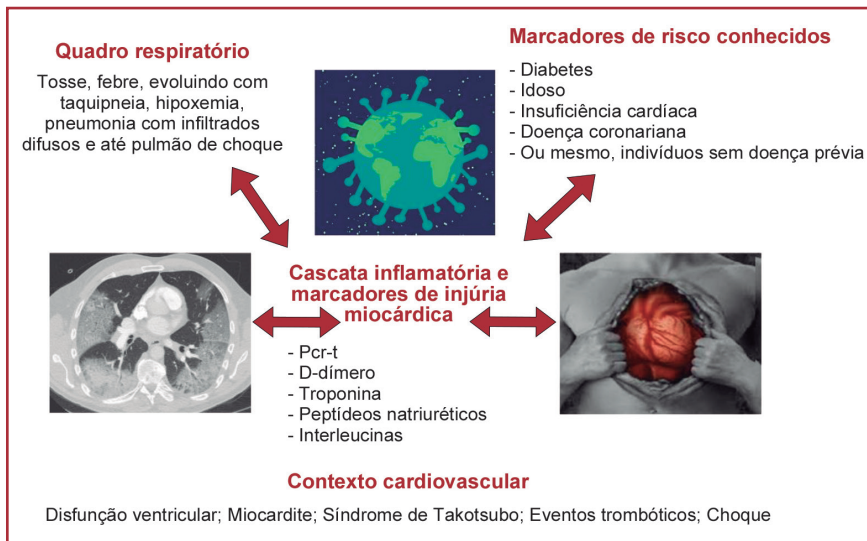 Quadro respiratório
Tosse, febre, evoluindo com
taquipneia, hipoxemia,
pneumonia com infiltrados
difusos e até pulmão de choque
Marcadores de risco conhecidos
- Diabetes
- Idoso
- Insuficiência cardíaca
- Doença coronariana
- Ou mesmo, indivíduos sem doença prévia
Cascata inflamatória e
marcadores de injúria
miocárdica
- Pcr-t
- D-dímero
- Troponina
- Peptídeos natriuréticos
- Interleucinas
Contexto cardiovascular
Disfunção ventricular; Miocardite; Síndrome de Takotsubo; Eventos trombóticos; Choque